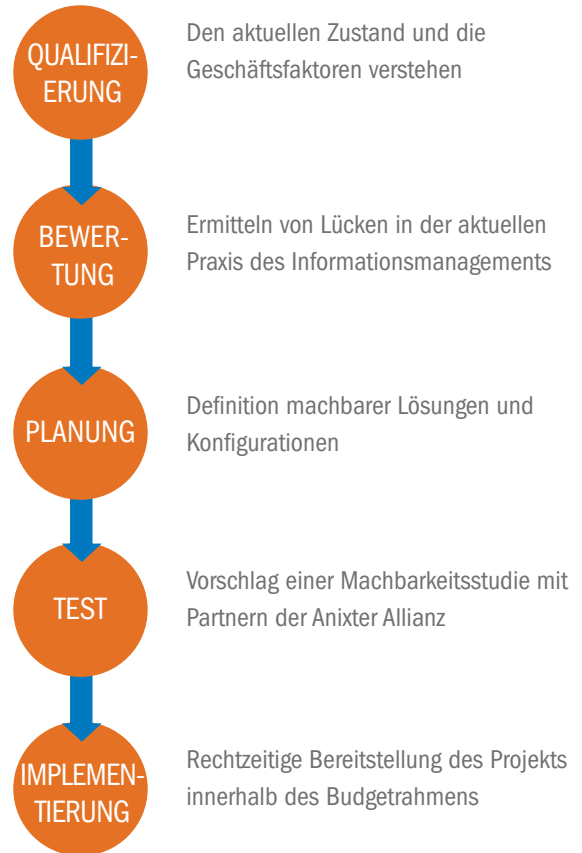 QUALIFIZI-
ERUNG
Den aktuellen Zustand und die
Geschäftsfaktoren verstehen
BEWER-
TUNG
Ermitteln von Lücken in der aktuellen
Praxis des Informationsmanagements
PLANUNG
Definition machbarer Lösungen und
Konfigurationen
TEST
Vorschlag einer Machbarkeitsstudie mit
Partnern der Anixter Allianz
IMPLEMEN-
TIERUNG
Rechtzeitige Bereitstellung des Projekts
innerhalb des Budgetrahmens